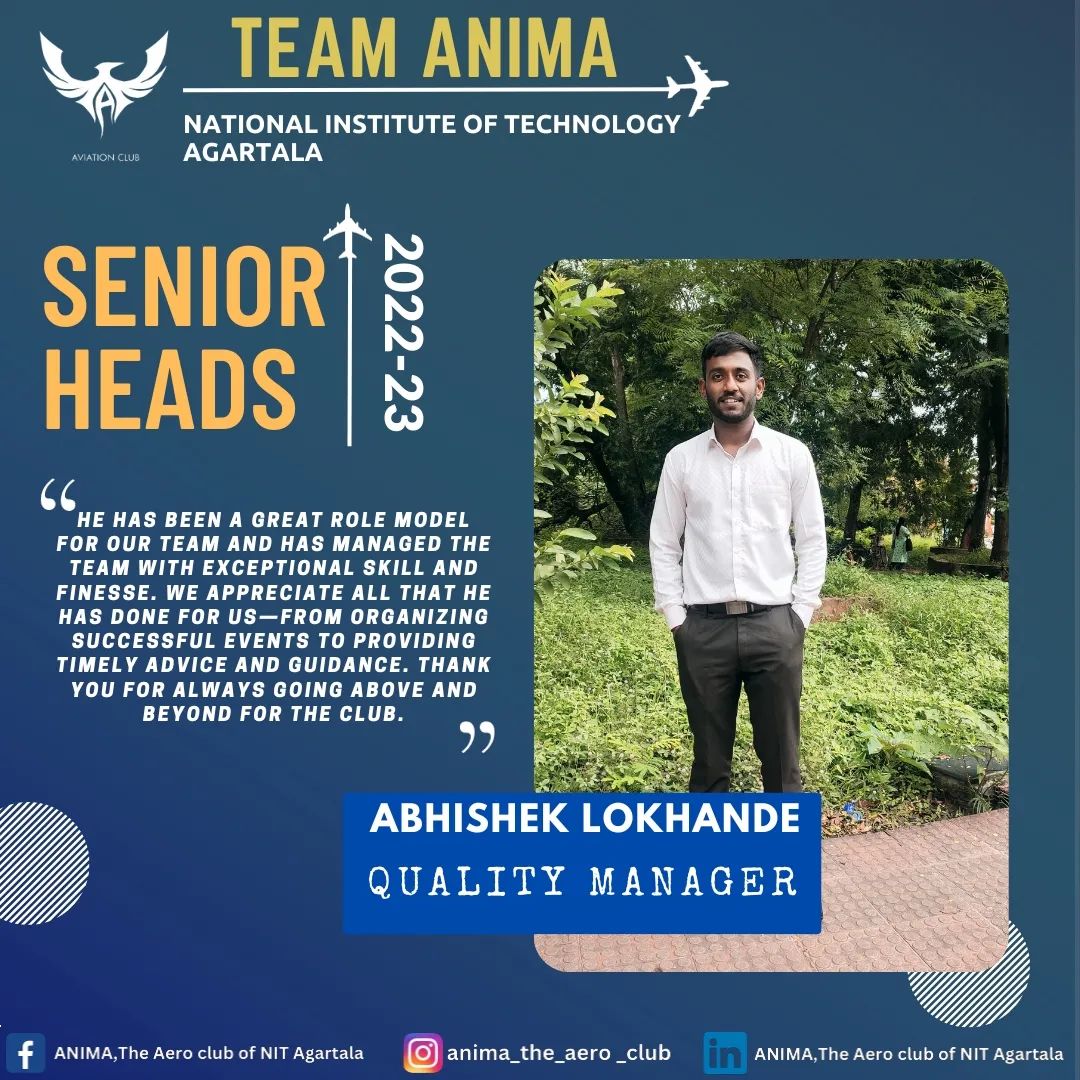 TEAM ANIMA
NATIONAL INSTITUTE OF TECHNOLOGY
AGARTALA
A
AVIATION CLUB
SENIOR
HEADS
2022-23
“
HE HAS BEEN A GREAT ROLE MODEL
FOR OUR TEAM AND HAS MANAGED THE
TEAM WITH EXCEPTIONAL SKILL AND
FINESSE. WE APPRECIATE ALL THAT HE
HAS DONE FOR US—FROM ORGANIZING
SUCCESSFUL EVENTS TO PROVIDING
TIMELY ADVICE AND GUIDANCE. THANK
YOU FOR ALWAYS GOING ABOVE AND
BEYOND FOR THE CLUB.
”
ABHISHEK LOKHANDE
QUALITY MANAGER
f ANIMA,The Aero club of NIT Agartala
anima_the_aero _club
in ANIMA,The Aero club of NIT Agartala